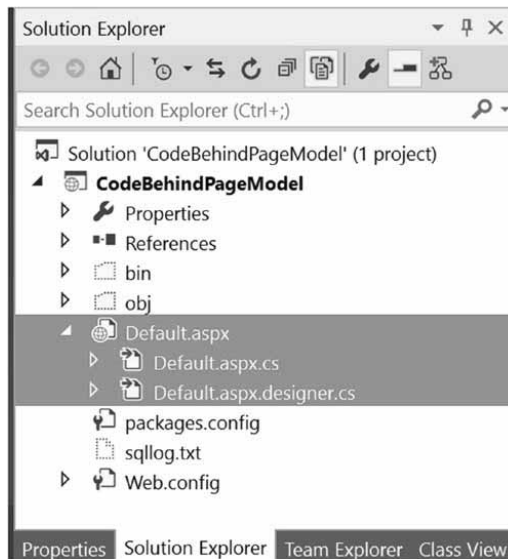 Solution Explorer
Search Solution Explorer (Ctrl+;)
Solution 'CodeBehindPageModel' (1 project)
CodeBehindPageModel
Properties
References
bin
obj
Default.aspx
Default.aspx.cs
Default.aspx.designer.cs
packages.config
sqllog.txt
Web.config
Properties Solution Explorer Team Explorer Class View